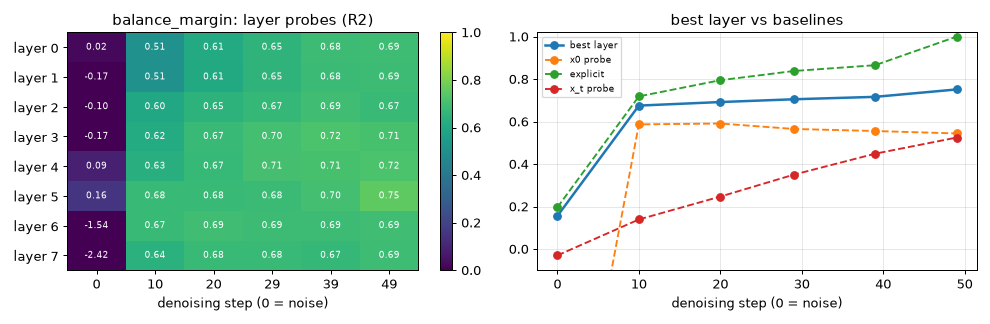 balance_margin: layer probes (R2)
layer 0 0.02 0.51 0.61 0.65 0.68 0.69
layer 1 -0.17 0.51 0.61 0.65 0.68 0.69
layer 2 -0.10 0.60 0.65 0.67 0.69 0.67
layer 3 -0.17 0.62 0.67 0.70 0.72 0.71
layer 4 0.09 0.63 0.67 0.71 0.71 0.72
layer 5 0.16 0.68 0.68 0.68 0.70 0.75
layer 6 -1.54 0.67 0.69 0.69 0.69 0.69
layer 7 -2.42 0.64 0.68 0.68 0.67 0.69
0 10 20 29 39 49
denoising step (0 = noise)
1.0
0.8
0.6
0.4
0.2
0.0
best layer vs baselines
1.0
0.8
0.6
0.4
0.2
0.0
best layer
x0 probe
explicit
x_t probe
0 10 20 30 40 50
denoising step (0 = noise)